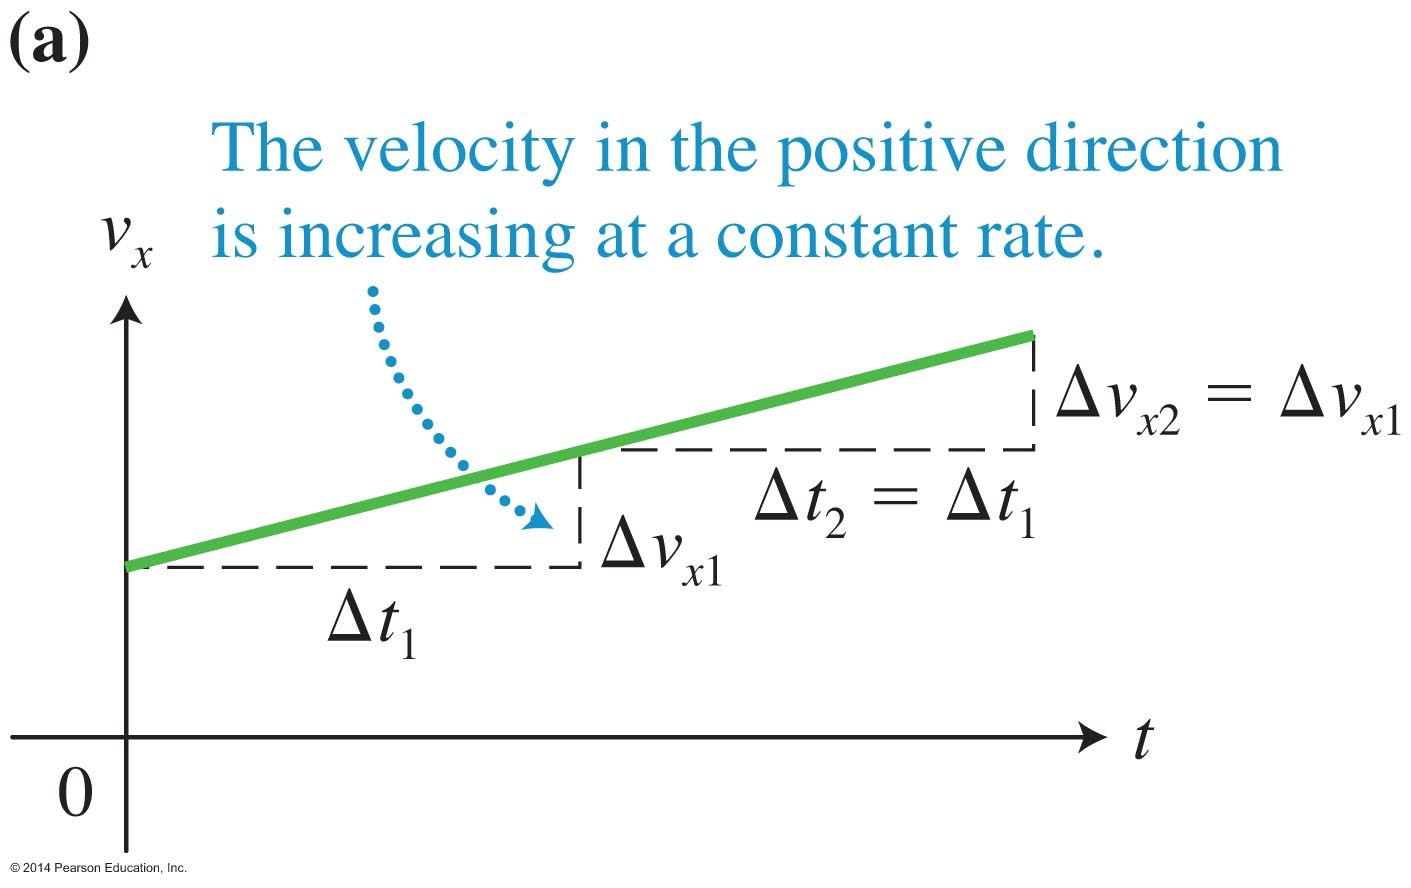 (a)
The velocity in the positive direction
is increasing at a constant rate.
vₓ
Δvₓ₂ = Δvₓ₁
Δt₂ = Δt₁
Δvₓ₁
Δt₁
t
0
© 2014 Pearson Education, Inc.